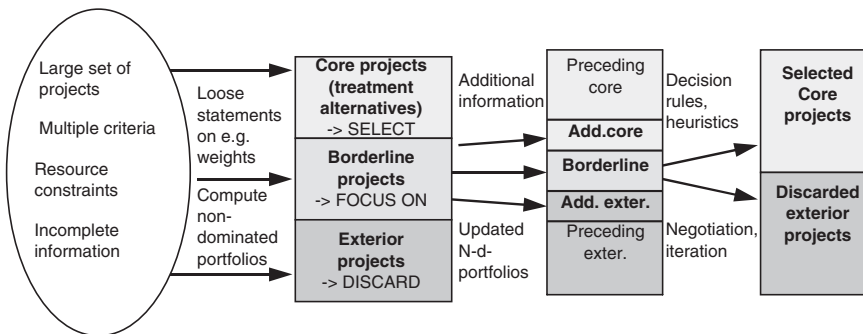 Large set of
projects
Multiple criteria
Resource
constraints
Incomplete
information
Loose
statements
on e.g.
weights
Compute
non-
dominated
portfolios
Core projects
(treatment
alternatives)
-> SELECT
Borderline
projects
-> FOCUS ON
Exterior
projects
-> DISCARD
Additional
information
Updated
N-d-
portfolios
Preceding
core
Add.core
Borderline
Add. exter.
Preceding
exter.
Decision
rules,
heuristics
Negotiation,
iteration
Selected
Core
projects
Discarded
exterior
projects